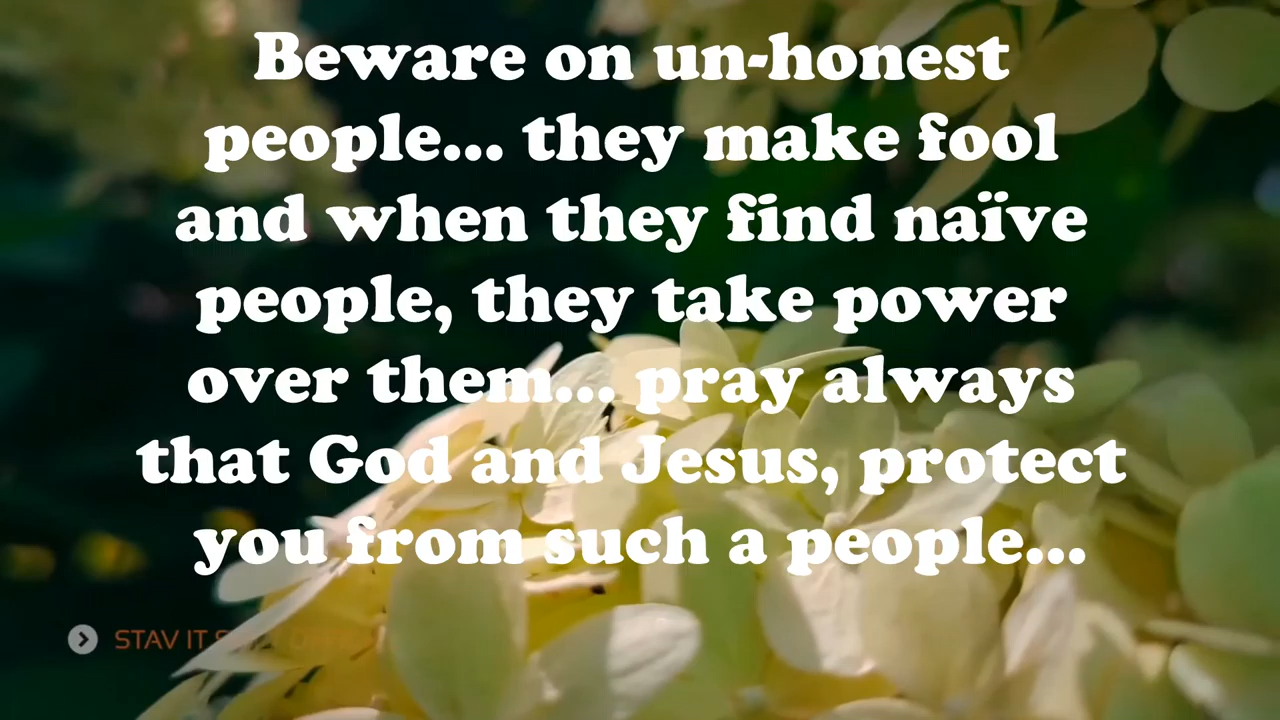 Beware on un-honest
people... they make fool
and when they find naïve
people, they take power
over them... pray always
that God and Jesus, protect
you from such a people...
STAV IT